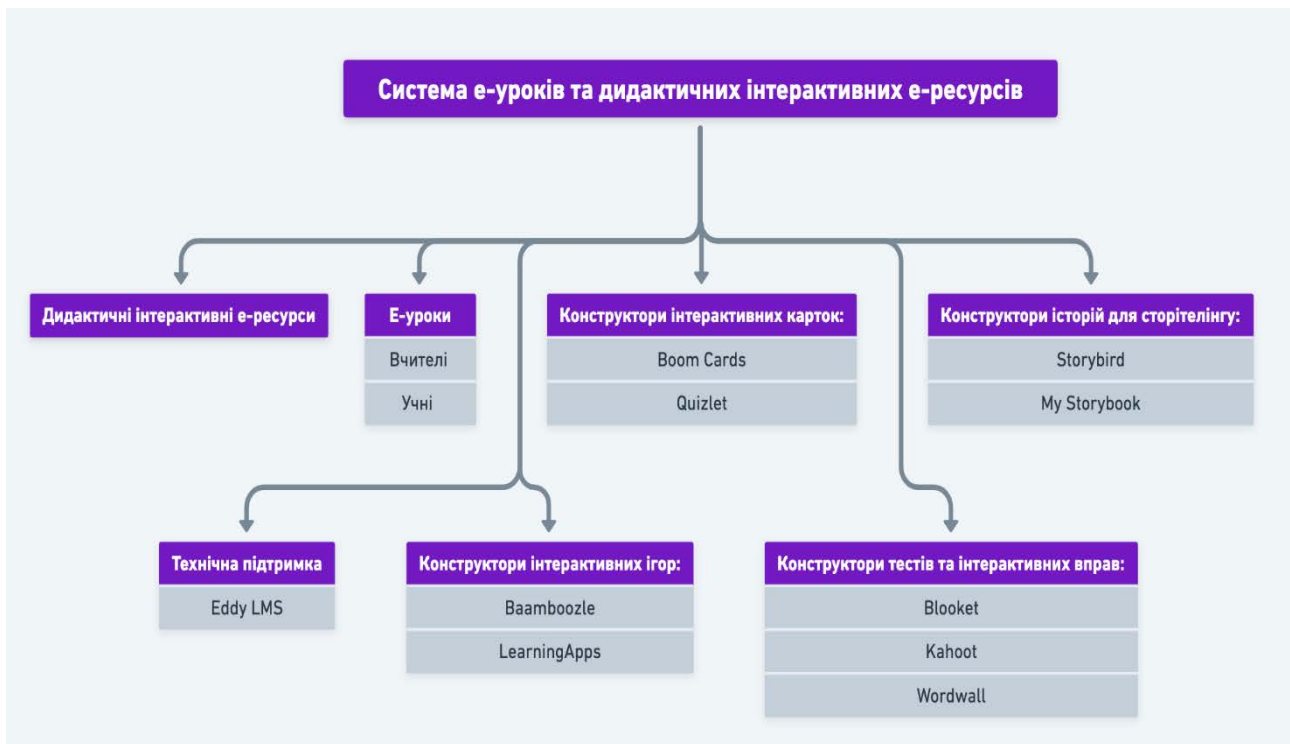 Система е-уроків та дидактичних інтерактивних е-ресурсів
Дидактичні інтерактивні е-ресурси
Е-уроки
Вчителі
Учні
Конструктори інтерактивних карток:
Boom Cards
Quizlet
Конструктори історій для сторітелінгу:
Storybird
My Storybook
Технічна підтримка
Eddy LMS
Конструктори інтерактивних ігор:
Baamboozle
LearningApps
Конструктори тестів та інтерактивних вправ:
Blooket
Kahoot
Wordwall